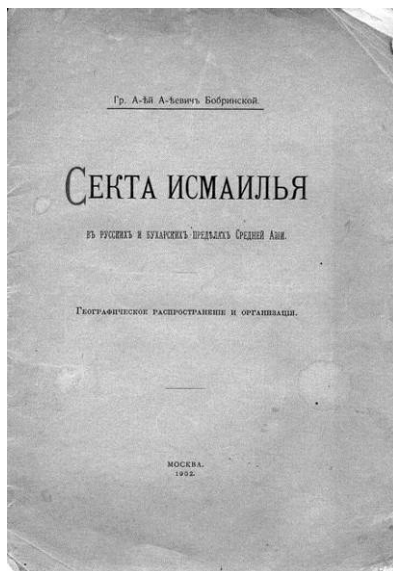 Гр. А-ѣй А-ѣевичъ Бобринской.
СЕКТА ИСМАИЛЬЯ
ВЪ РУССКИХЪ И БУХАРСКИХЪ ПРЕДѢЛАХЪ СРЕДНЕЙ АЗІИ.
ГЕОГРАФИЧЕСКОЕ РАСПРОСТРАНЕНІЕ И ОРГАНИЗАЦІЯ.
МОСКВА.
1902.